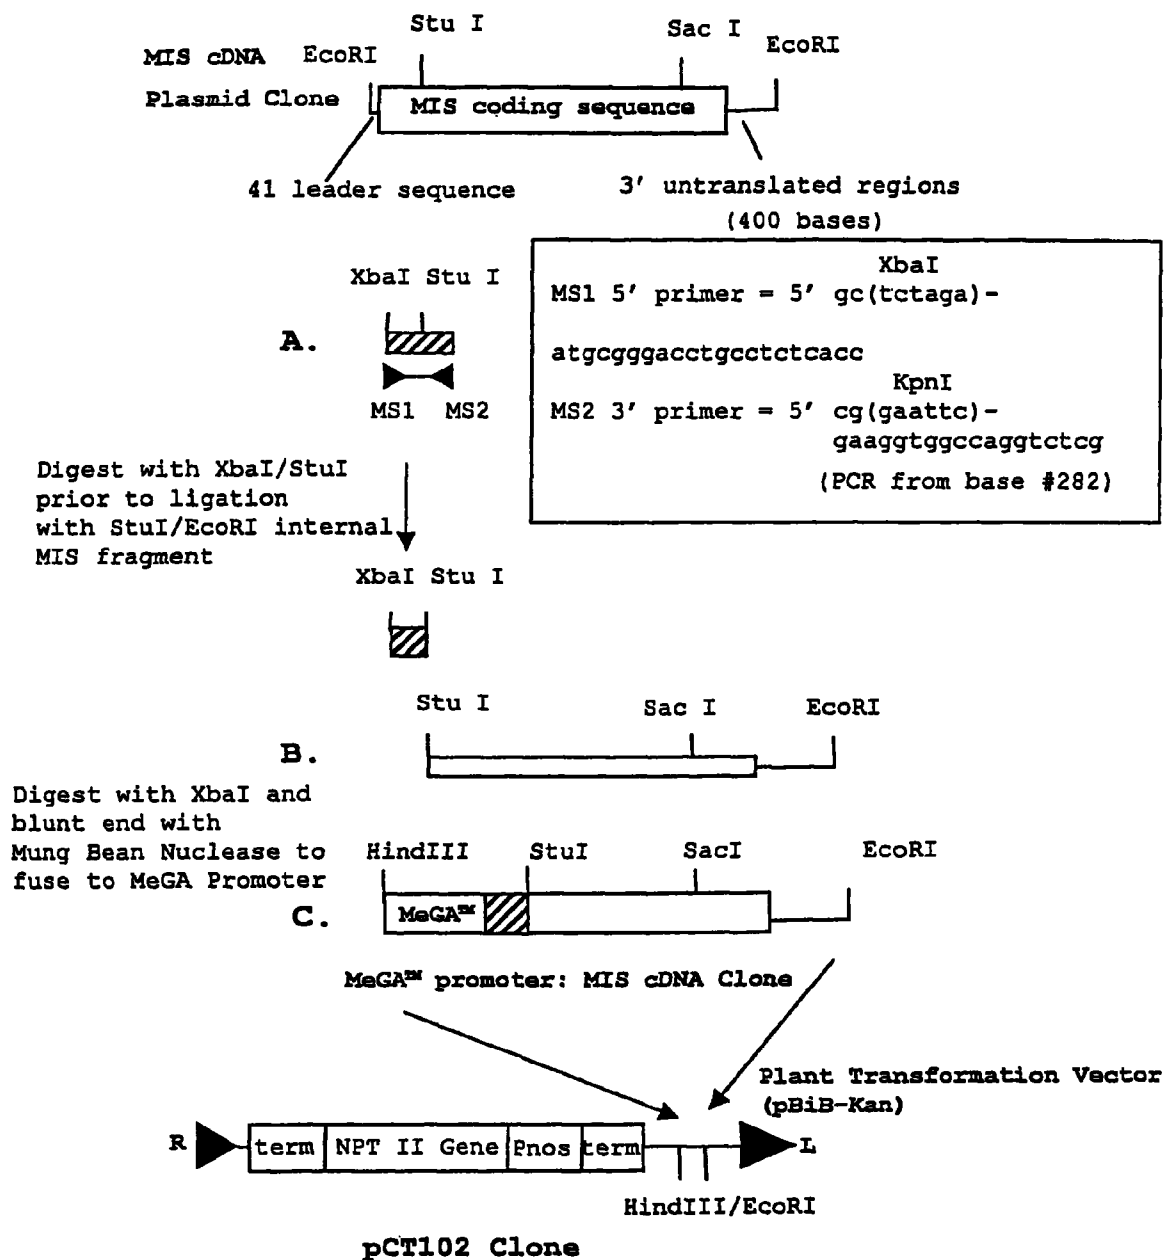 Stu I
Sac I
EcoRI
MIS cDNA EcoRI
Plasmid Clone
MIS coding sequence
41 leader sequence
3' untranslated regions
(400 bases)
XbaI Stu I
A.
MS1 MS2
XbaI
MS1 5' primer = 5' gc(tctaga)-
atgcgggacctgcctctcacc
KpnI
MS2 3' primer = 5' cg(gaattc)-
gaaggtggccaggtctcg
(PCR from base #282)
Digest with XbaI/StuI
prior to ligation
with StuI/EcoRI internal
MIS fragment
XbaI Stu I
Stu I
Sac I
EcoRI
B.
Digest with XbaI and
blunt end with
Mung Bean Nuclease to
fuse to MeGA Promoter
HindIII StuI SacI EcoRI
C.
MeGA™
MeGA™ promoter: MIS cDNA Clone
Plant Transformation Vector
(pBiB-Kan)
R term NPT II Gene Pnos term L
HindIII/EcoRI
pCT102 Clone